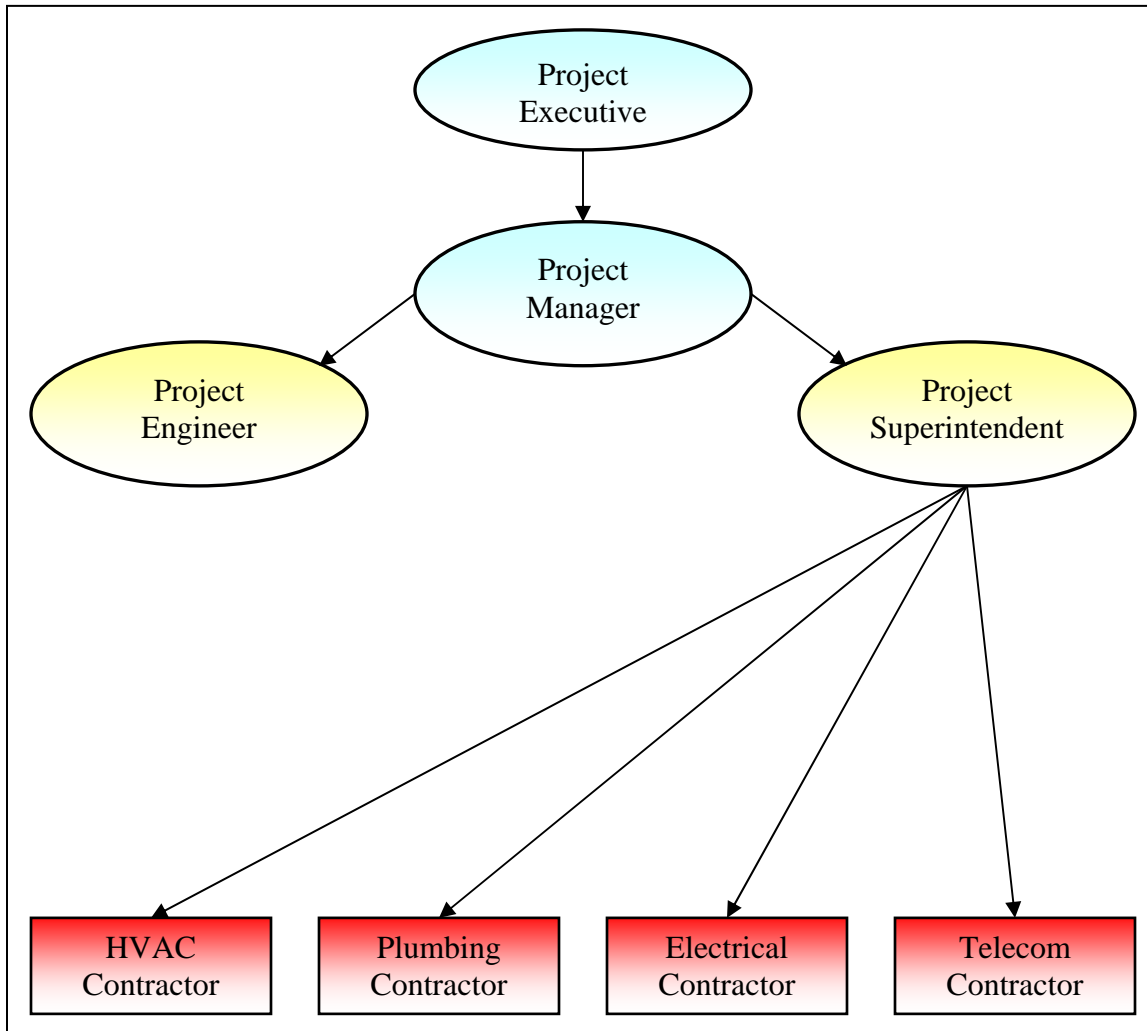 Project
Executive
Project
Manager
Project
Engineer
Project
Superintendent
HVAC
Contractor
Plumbing
Contractor
Electrical
Contractor
Telecom
Contractor